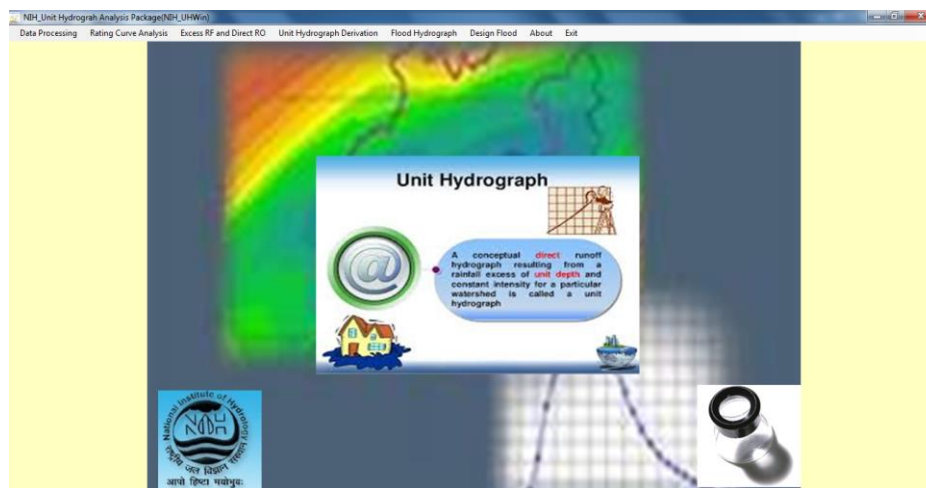 NIH_Unit Hydrograh Analysis Package(NIH_UHWin)
Data Processing Rating Curve Analysis Excess RF and Direct RO Unit Hydrograph Derivation Flood Hydrograph Design Flood About Exit
Unit Hydrograph
A conceptual direct runoff
hydrograph resulting from a
rainfall excess of unit depth and
constant intensity for a particular
watershed is called a unit
hydrograph
National Institute of Hydrology
राष्ट्रीय जल विज्ञान संस्थान
आपो हिष्टा मयोभुवः